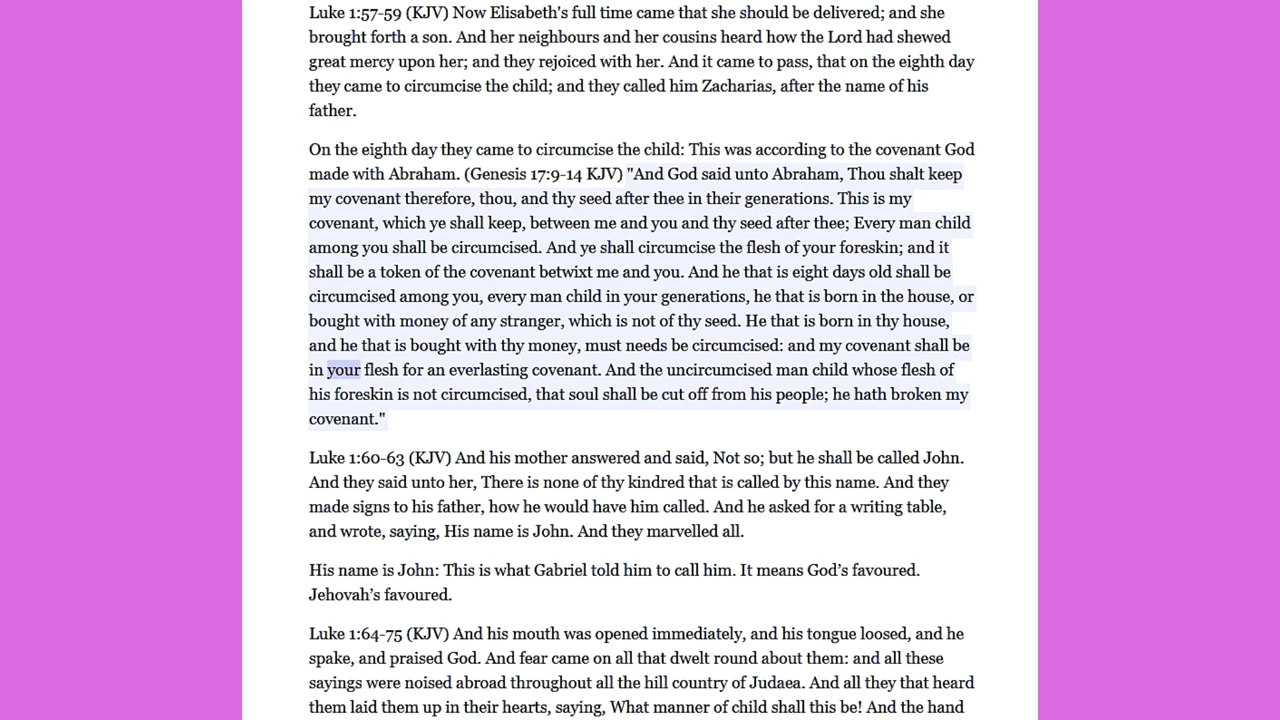 Luke 1:57-59 (KJV) Now Elisabeth's full time came that she should be delivered; and she
brought forth a son. And her neighbours and her cousins heard how the Lord had shewed
great mercy upon her; and they rejoiced with her. And it came to pass, that on the eighth day
they came to circumcise the child; and they called him Zacharias, after the name of his
father.
On the eighth day they came to circumcise the child: This was according to the covenant God
made with Abraham. (Genesis 17:9-14 KJV) "And God said unto Abraham, Thou shalt keep
my covenant therefore, thou, and thy seed after thee in their generations. This is my
covenant, which ye shall keep, between me and you and thy seed after thee; Every man child
among you shall be circumcised. And ye shall circumcise the flesh of your foreskin; and it
shall be a token of the covenant betwixt me and you. And he that is eight days old shall be
circumcised among you, every man child in your generations, he that is born in the house, or
bought with money of any stranger, which is not of thy seed. He that is born in thy house,
and he that is bought with thy money, must needs be circumcised: and my covenant shall be
in your flesh for an everlasting covenant. And the uncircumcised man child whose flesh of
his foreskin is not circumcised, that soul shall be cut off from his people; he hath broken my
covenant."
Luke 1:60-63 (KJV) And his mother answered and said, Not so; but he shall be called John.
And they said unto her, There is none of thy kindred that is called by this name. And they
made signs to his father, how he would have him called. And he asked for a writing table,
and wrote, saying, His name is John. And they marvelled all.
His name is John: This is what Gabriel told him to call him. It means God’s favoured.
Jehovah’s favoured.
Luke 1:64-75 (KJV) And his mouth was opened immediately, and his tongue loosed, and he
spake, and praised God. And fear came on all that dwelt round about them: and all these
sayings were noised abroad throughout all the hill country of Judaea. And all they that heard
them laid them up in their hearts, saying, What manner of child shall this be! And the hand